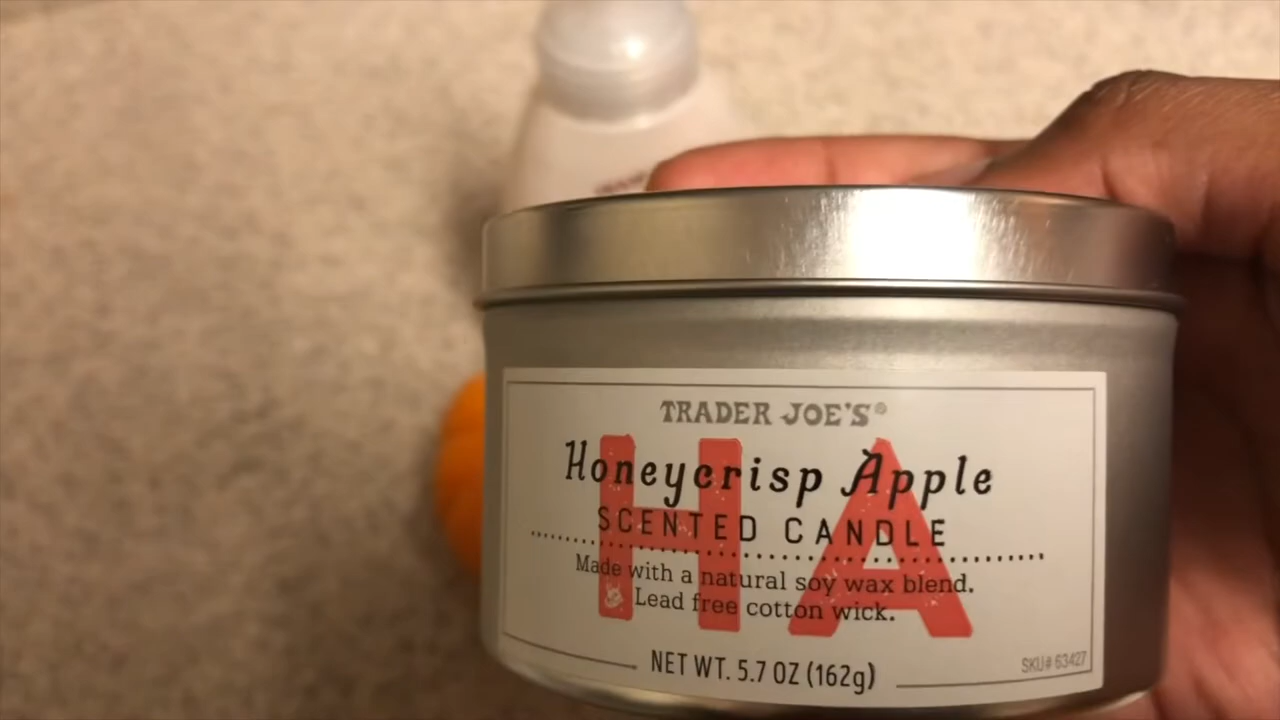 TRADER JOE'S®
HA
Honeycrisp Apple
SCENTED CANDLE
Made with a natural soy wax blend.
Lead free cotton wick.
NET WT. 5.7 OZ (162g)
SKU# 63427